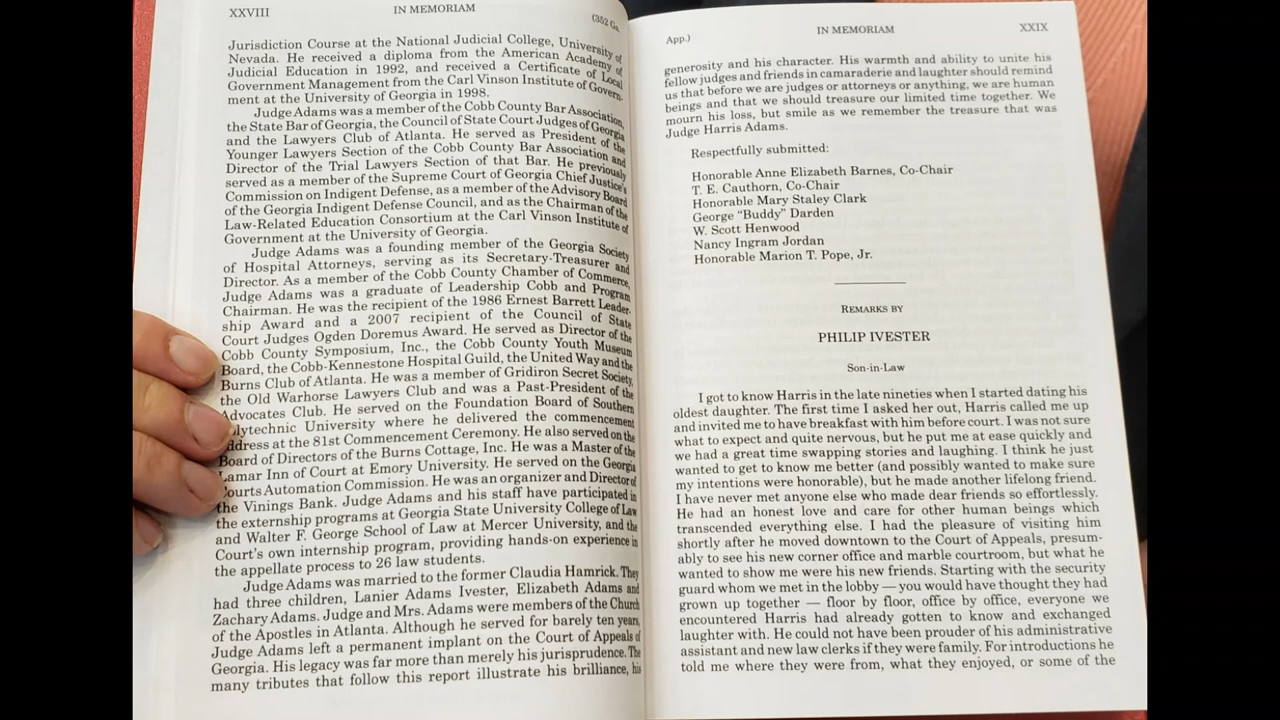 XXVIII IN MEMORIAM (352 Ga.
Jurisdiction Course at the National Judicial College, University of
Nevada. He received a diploma from the American Academy of
Judicial Education in 1992, and received a Certificate of Local
Government Management from the Carl Vinson Institute of Govern-
ment at the University of Georgia in 1998.
Judge Adams was a member of the Cobb County Bar Association,
the State Bar of Georgia, the Council of State Court Judges of Georgia
and the Lawyers Club of Atlanta. He served as President of the
Younger Lawyers Section of the Cobb County Bar Association and
Director of the Trial Lawyers Section of that Bar. He previously
served as a member of the Supreme Court of Georgia Chief Justice's
Commission on Indigent Defense, as a member of the Advisory Board
of the Georgia Indigent Defense Council, and as the Chairman of the
Law-Related Education Consortium at the Carl Vinson Institute of
Government at the University of Georgia.
Judge Adams was a founding member of the Georgia Society
of Hospital Attorneys, serving as its Secretary-Treasurer and
Director. As a member of the Cobb County Chamber of Commerce,
Judge Adams was a graduate of Leadership Cobb and Program
Chairman. He was the recipient of the 1986 Ernest Barrett Leader-
ship Award and a 2007 recipient of the Council of State
Court Judges Ogden Doremus Award. He served as Director of the
Cobb County Symposium, Inc., the Cobb County Youth Museum
Board, the Cobb-Kennestone Hospital Guild, the United Way and the
Burns Club of Atlanta. He was a member of Gridiron Secret Society,
the Old Warhorse Lawyers Club and was a Past-President of the
Advocates Club. He served on the Foundation Board of Southern
olytechnic University where he delivered the commencement
ddress at the 81st Commencement Ceremony. He also served on the
Board of Directors of the Burns Cottage, Inc. He was a Master of the
Lamar Inn of Court at Emory University. He served on the Georgia
ourts Automation Commission. He was an organizer and Director of
the Vinings Bank. Judge Adams and his staff have participated in
the externship programs at Georgia State University College of Law
and Walter F. George School of Law at Mercer University, and the
Court's own internship program, providing hands-on experience in
the appellate process to 26 law students.
Judge Adams was married to the former Claudia Hamrick. They
had three children, Lanier Adams Ivester, Elizabeth Adams and
Zachary Adams. Judge and Mrs. Adams were members of the Church
of the Apostles in Atlanta. Although he served for barely ten years,
Judge Adams left a permanent implant on the Court of Appeals of
Georgia. His legacy was far more than merely his jurisprudence. The
many tributes that follow this report illustrate his brilliance, his
App.) IN MEMORIAM XXIX
generosity and his character. His warmth and ability to unite his
fellow judges and friends in camaraderie and laughter should remind
us that before we are judges or attorneys or anything, we are human
beings and that we should treasure our limited time together. We
mourn his loss, but smile as we remember the treasure that was
Judge Harris Adams.
Respectfully submitted:
Honorable Anne Elizabeth Barnes, Co-Chair
T. E. Cauthorn, Co-Chair
Honorable Mary Staley Clark
George “Buddy” Darden
W. Scott Henwood
Nancy Ingram Jordan
Honorable Marion T. Pope, Jr.
REMARKS BY
PHILIP IVESTER
Son-in-Law
I got to know Harris in the late nineties when I started dating his
oldest daughter. The first time I asked her out, Harris called me up
and invited me to have breakfast with him before court. I was not sure
what to expect and quite nervous, but he put me at ease quickly and
we had a great time swapping stories and laughing. I think he just
wanted to get to know me better (and possibly wanted to make sure
my intentions were honorable), but he made another lifelong friend.
I have never met anyone else who made dear friends so effortlessly.
He had an honest love and care for other human beings which
transcended everything else. I had the pleasure of visiting him
shortly after he moved downtown to the Court of Appeals, presum-
ably to see his new corner office and marble courtroom, but what he
wanted to show me were his new friends. Starting with the security
guard whom we met in the lobby — you would have thought they had
grown up together — floor by floor, office by office, everyone we
encountered Harris had already gotten to know and exchanged
laughter with. He could not have been prouder of his administrative
assistant and new law clerks if they were family. For introductions he
told me where they were from, what they enjoyed, or some of the